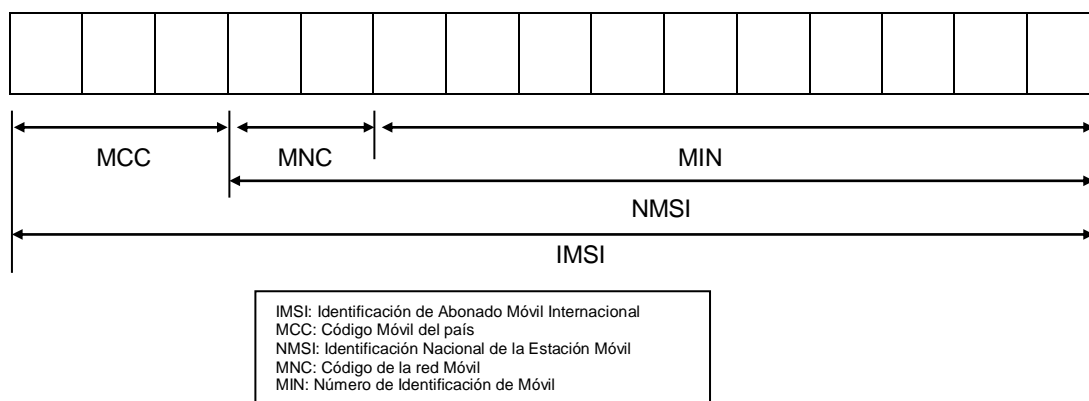 MCC MNC MIN
NMSI
IMSI
IMSI: Identificación de Abonado Móvil Internacional
MCC: Código Móvil del país
NMSI: Identificación Nacional de la Estación Móvil
MNC: Código de la red Móvil
MIN: Número de Identificación de Móvil